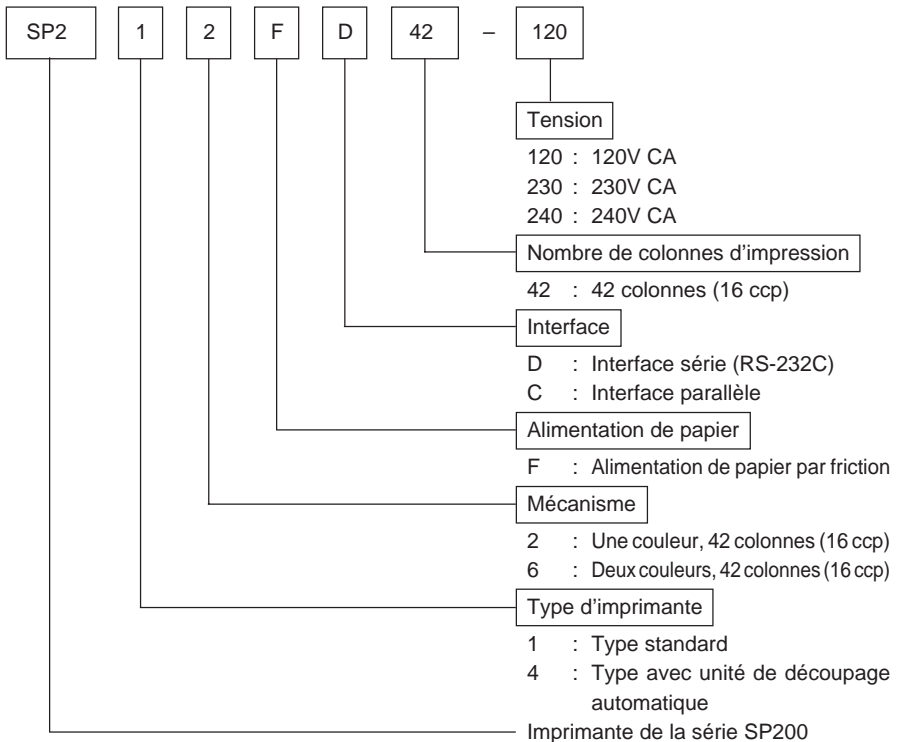 SP2 1 2 F D 42 – 120
Tension
120 : 120V CA
230 : 230V CA
240 : 240V CA
Nombre de colonnes d'impression
42 : 42 colonnes (16 ccp)
Interface
D : Interface série (RS-232C)
C : Interface parallèle
Alimentation de papier
F : Alimentation de papier par friction
Mécanisme
2 : Une couleur, 42 colonnes (16 ccp)
6 : Deux couleurs, 42 colonnes (16 ccp)
Type d'imprimante
1 : Type standard
4 : Type avec unité de découpage
automatique
Imprimante de la série SP200